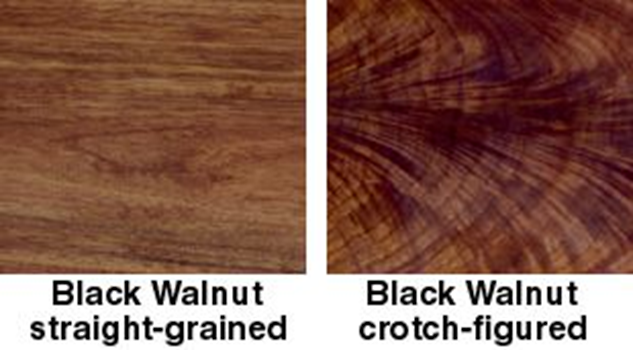 Black Walnut
straight-grained
Black Walnut
crotch-figured